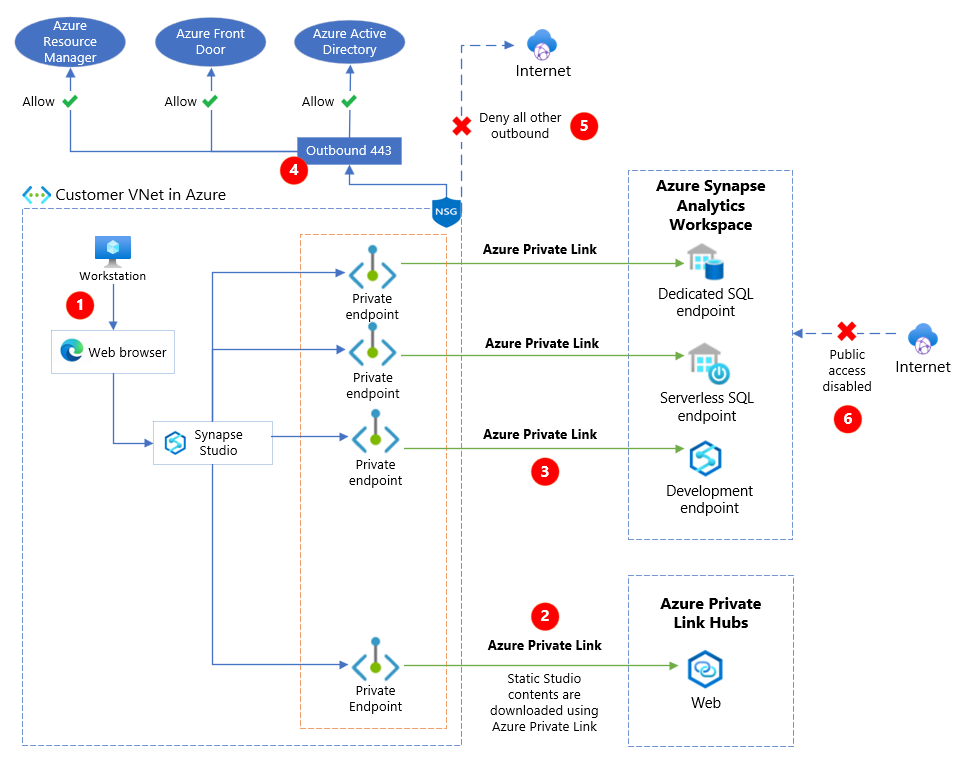 Azure
Resource
Manager
Azure Front
Door
Azure Active
Directory
Internet
Allow
Allow
Allow
Deny all other
outbound
5
Outbound 443
4
Customer VNet in Azure
NSG
Azure Synapse
Analytics
Workspace
Workstation
1
Web browser
Synapse
Studio
Private
endpoint
Private
endpoint
Private
endpoint
Private
Endpoint
Azure Private Link
Azure Private Link
Azure Private Link
3
Dedicated SQL
endpoint
Serverless SQL
endpoint
Development
endpoint
Public
access
disabled
6
Internet
2
Azure Private Link
Static Studio
contents are
downloaded using
Azure Private Link
Azure Private
Link Hubs
Web